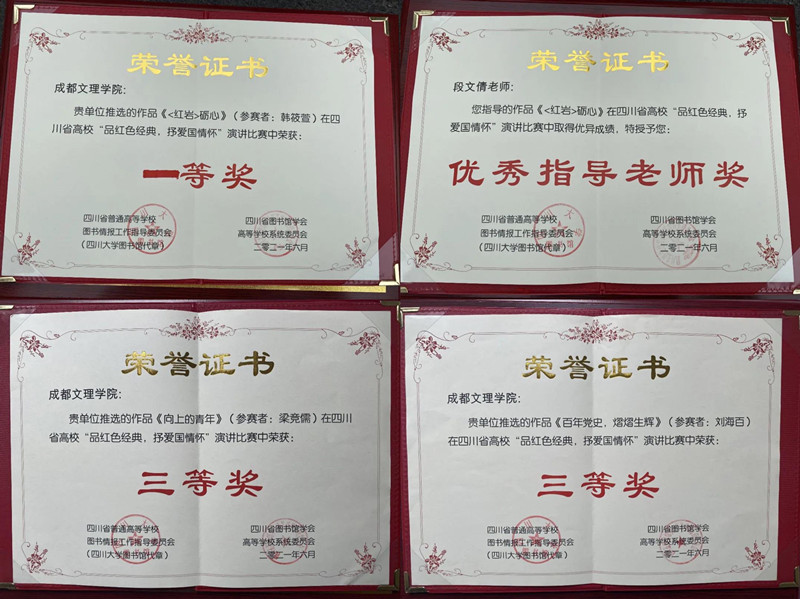 荣誉证书
成都文理学院：
贵单位推选的作品《<红岩>砺心》（参赛者：韩筱萱）在四
川省高校“品红色经典，抒爱国情怀”演讲比赛中荣获：
一等奖
四川省普通高等学校
图书情报工作指导委员会
（四川大学图书馆代章）
四川省图书馆学会
高等学校系统委员会
二〇二一年六月
荣誉证书
段文倩老师：
您指导的作品《<红岩>砺心》在四川省高校“品红色经典，抒
爱国情怀”演讲比赛中取得优异成绩，特授予您：
优秀指导老师奖
四川省普通高等学校
图书情报工作指导委员会
（四川大学图书馆代章）
四川省图书馆学会
高等学校系统委员会
二〇二一年六月
荣誉证书
成都文理学院：
贵单位推选的作品《向上的青年》（参赛者：梁竞儒）在四川
省高校“品红色经典，抒爱国情怀”演讲比赛中荣获：
三等奖
四川省普通高等学校
图书情报工作指导委员会
（四川大学图书馆代章）
四川省图书馆学会
高等学校系统委员会
二〇二一年六月
荣誉证书
成都文理学院：
贵单位推选的作品《百年党史，熠熠生辉》（参赛者：刘海百）
在四川省高校“品红色经典，抒爱国情怀”演讲比赛中荣获：
三等奖
四川省普通高等学校
图书情报工作指导委员会
（四川大学图书馆代章）
四川省图书馆学会
高等学校系统委员会
二〇二一年六月